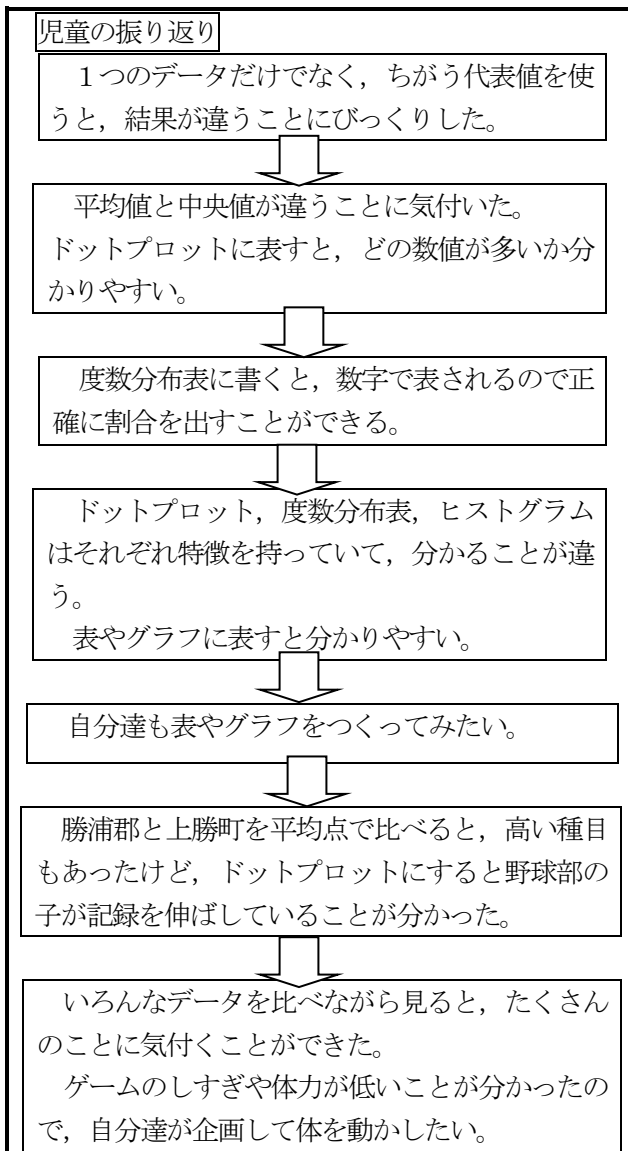 児童の振り返り
１つのデータだけでなく，ちがう代表値を使
うと，結果が違うことにびっくりした。
平均値と中央値が違うことに気付いた。
ドットプロットに表すと，どの数値が多いか分
かりやすい。
度数分布表に書くと，数字で表されるので正
確に割合を出すことができる。
ドットプロット，度数分布表，ヒストグラム
はそれぞれ特徴を持っていて，分かることが違
う。
表やグラフに表すと分かりやすい。
自分達も表やグラフをつくってみたい。
勝浦郡と上勝町を平均点で比べると，高い種目
もあったけど，ドットプロットにすると野球部の
子が記録を伸ばしていることが分かった。
いろんなデータを比べながら見ると，たくさん
のことに気付くことができた。
ゲームのしすぎや体力が低いことが分かったの
で，自分達が企画して体を動かしたい。